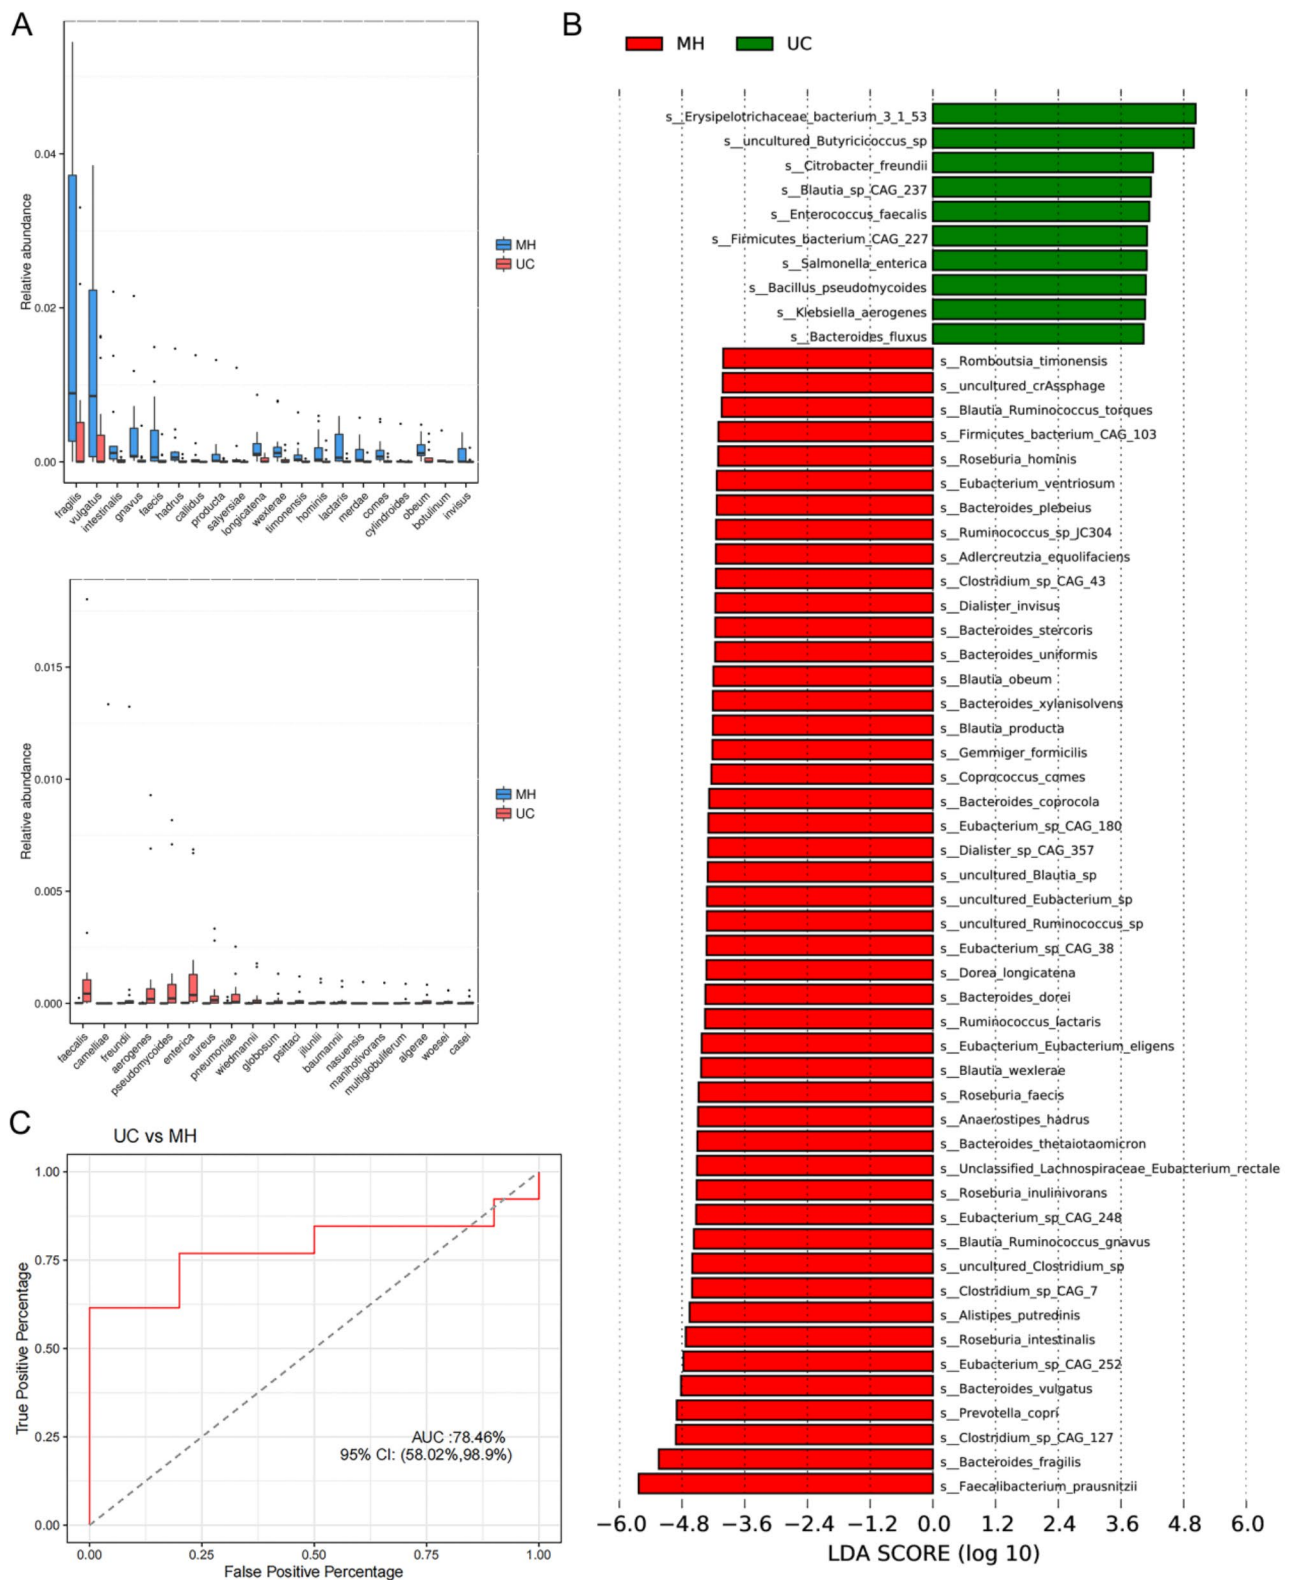 A
Relative abundance
0.04
0.02
0.00
fragilis
vulgatus
intestinalis
gnavus
faecis
hadrus
callidus
producta
salyersiae
longicatena
wexlerae
timonensis
hominis
lactaris
merdae
comes
cylindroides
obeum
botulinum
invisus
MH
UC
Relative abundance
0.015
0.010
0.005
0.000
faecalis
camelliae
freundii
aerogenes
pseudomycoides
enterica
aureus
pneumoniae
wiedmannii
globosum
psittaci
jilunlii
baumannii
nasuensis
manihotivorans
multiglobuliferum
algerae
woesei
casei
MH
UC
C
UC vs MH
True Positive Percentage
1.00
0.75
0.50
0.25
0.00
AUC :78.46%
95% CI: (58.02%,98.9%)
0.00 0.25 0.50 0.75 1.00
False Positive Percentage
B
MH UC
s__Erysipelotrichaceae_bacterium_3_1_53
s__uncultured_Butyricicoccus_sp
s__Citrobacter_freundii
s__Blautia_sp_CAG_237
s__Enterococcus_faecalis
s__Firmicutes_bacterium_CAG_227
s__Salmonella_enterica
s__Bacillus_pseudomycoides
s__Klebsiella_aerogenes
s__Bacteroides_fluxus
s__Romboutsia_timonensis
s__uncultured_crAssphage
s__Blautia_Ruminococcus_torques
s__Firmicutes_bacterium_CAG_103
s__Roseburia_hominis
s__Eubacterium_ventriosum
s__Bacteroides_plebeius
s__Ruminococcus_sp_JC304
s__Adlercreutzia_equolifaciens
s__Clostridium_sp_CAG_43
s__Dialister_invisus
s__Bacteroides_stercoris
s__Bacteroides_uniformis
s__Blautia_obeum
s__Bacteroides_xylanisolvens
s__Blautia_producta
s__Gemmiger_formicilis
s__Coprococcus_comes
s__Bacteroides_coprocola
s__Eubacterium_sp_CAG_180
s__Dialister_sp_CAG_357
s__uncultured_Blautia_sp
s__uncultured_Eubacterium_sp
s__uncultured_Ruminococcus_sp
s__Eubacterium_sp_CAG_38
s__Dorea_longicatena
s__Bacteroides_dorei
s__Ruminococcus_lactaris
s__Eubacterium_Eubacterium_eligens
s__Blautia_wexlerae
s__Roseburia_faecis
s__Anaerostipes_hadrus
s__Bacteroides_thetaiotaomicron
s__Unclassified_Lachnospiraceae_Eubacterium_rectale
s__Roseburia_inulinivorans
s__Eubacterium_sp_CAG_248
s__Blautia_Ruminococcus_gnavus
s__uncultured_Clostridium_sp
s__Clostridium_sp_CAG_7
s__Alistipes_putredinis
s__Roseburia_intestinalis
s__Eubacterium_sp_CAG_252
s__Bacteroides_vulgatus
s__Prevotella_copri
s__Clostridium_sp_CAG_127
s__Bacteroides_fragilis
s__Faecalibacterium_prausnitzii
−6.0 −4.8 −3.6 −2.4 −1.2 0.0 1.2 2.4 3.6 4.8 6.0
LDA SCORE (log 10)